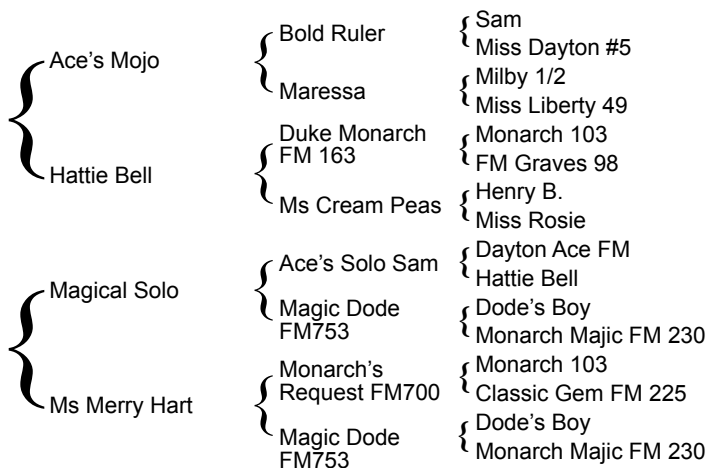 Ace's Mojo
Bold Ruler
Sam
Miss Dayton #5
Maressa
Milby 1/2
Miss Liberty 49
Hattie Bell
Duke Monarch
FM 163
Monarch 103
FM Graves 98
Ms Cream Peas
Henry B.
Miss Rosie
Magical Solo
Ace's Solo Sam
Dayton Ace FM
Hattie Bell
Magic Dode
FM753
Dode's Boy
Monarch Majic FM 230
Ms Merry Hart
Monarch's
Request FM700
Monarch 103
Classic Gem FM 225
Magic Dode
FM753
Dode's Boy
Monarch Majic FM 230